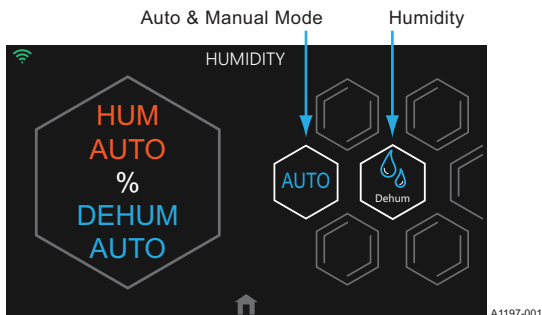 Auto & Manual Mode
Humidity
HUMIDITY
HUM
AUTO
%
DEHUM
AUTO
AUTO
Dehum
A1197-001